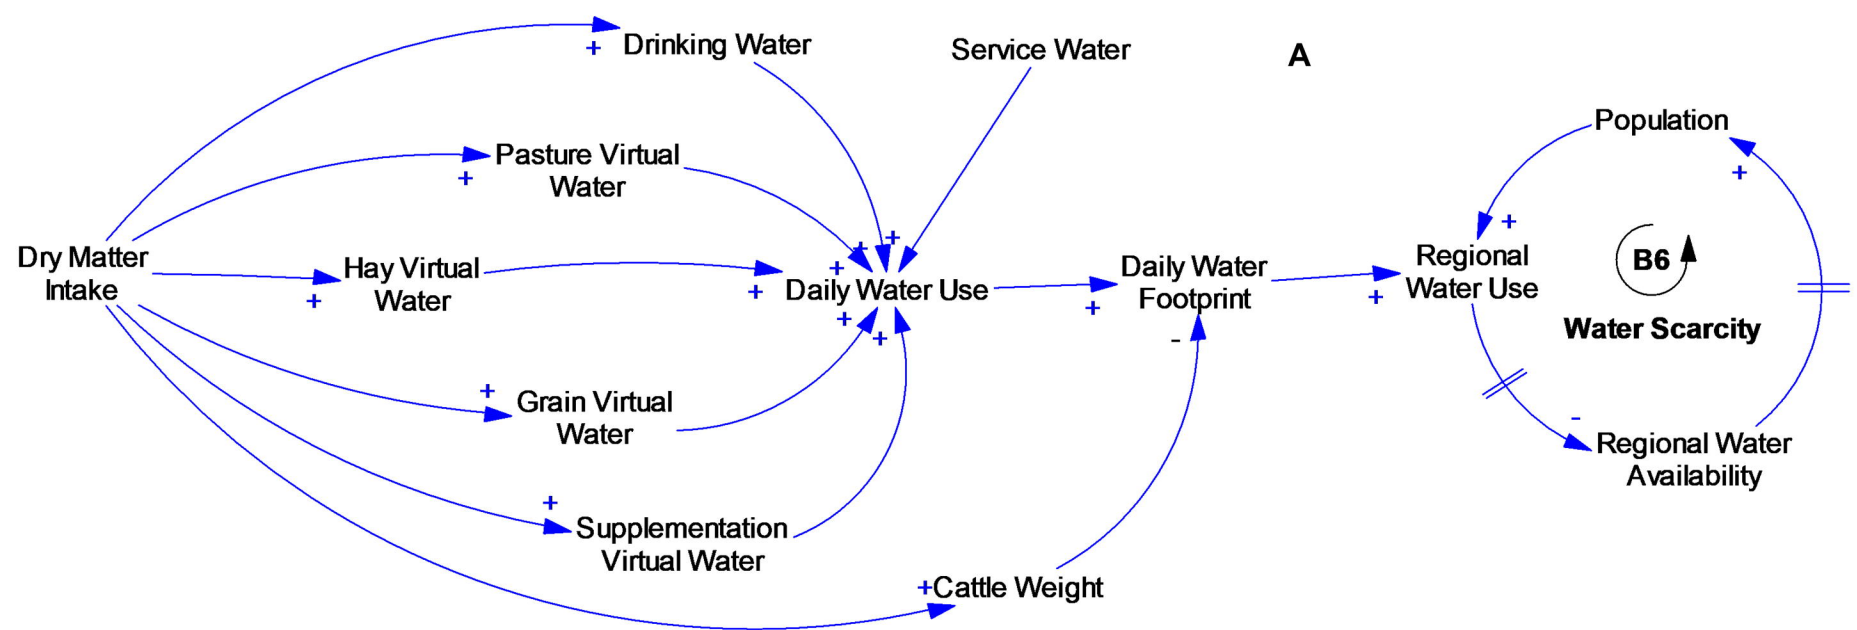 Drinking Water
Service Water
A
Population
Pasture Virtual
Water
Dry Matter
Intake
Hay Virtual
Water
Daily Water Use
Daily Water
Footprint
Regional
Water Use
B6
Water Scarcity
Grain Virtual
Water
Regional Water
Availability
Supplementation
Virtual Water
Cattle Weight